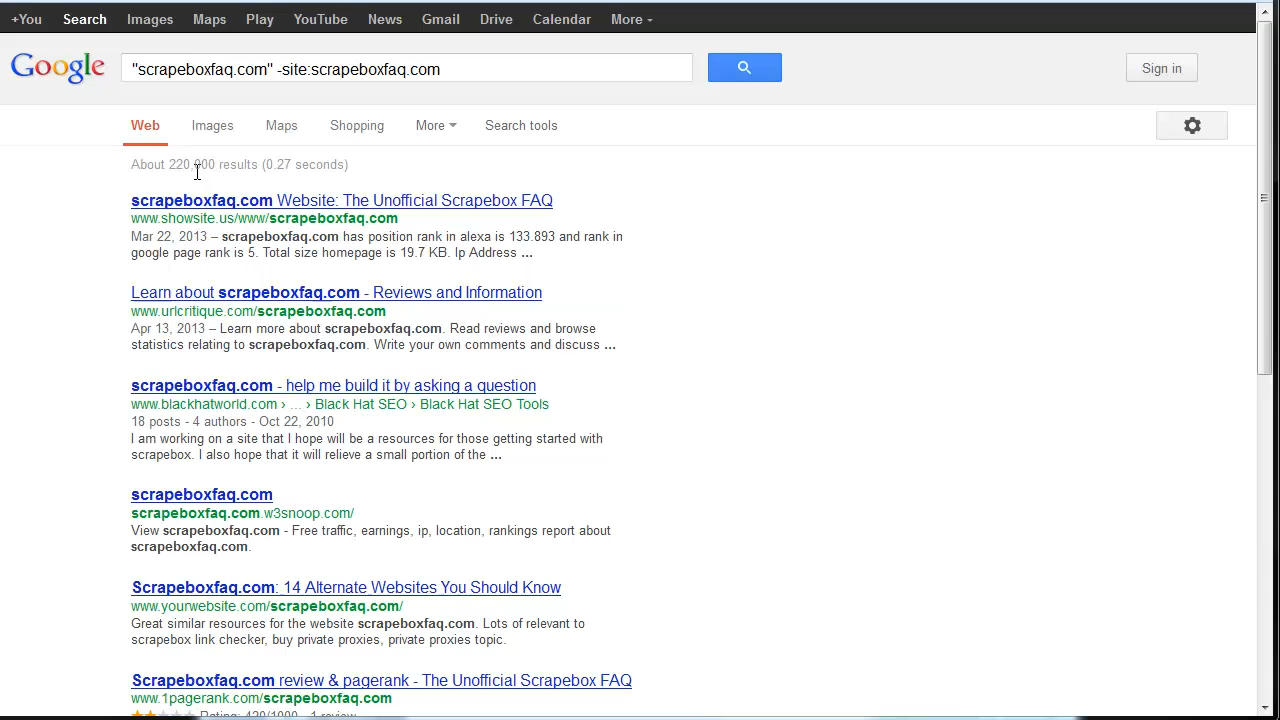 +You Search Images Maps Play YouTube News Gmail Drive Calendar More
Google "scrapeboxfaq.com" -site:scrapeboxfaq.com Sign in
Web Images Maps Shopping More Search tools
About 220,000 results (0.27 seconds)
scrapeboxfaq.com Website: The Unofficial Scrapebox FAQ
www.showsite.us/www/scrapeboxfaq.com
Mar 22, 2013 – scrapeboxfaq.com has position rank in alexa is 133.893 and rank in
google page rank is 5. Total size homepage is 19.7 KB. Ip Address ...
Learn about scrapeboxfaq.com - Reviews and Information
www.urlcritique.com/scrapeboxfaq.com
Apr 13, 2013 – Learn more about scrapeboxfaq.com. Read reviews and browse
statistics relating to scrapeboxfaq.com. Write your own comments and discuss ...
scrapeboxfaq.com - help me build it by asking a question
www.blackhatworld.com › ... › Black Hat SEO › Black Hat SEO Tools
18 posts - 4 authors - Oct 22, 2010
I am working on a site that I hope will be a resources for those getting started with
scrapebox. I also hope that it will relieve a small portion of the ...
scrapeboxfaq.com
scrapeboxfaq.com.w3snoop.com/
View scrapeboxfaq.com - Free traffic, earnings, ip, location, rankings report about
scrapeboxfaq.com.
Scrapeboxfaq.com: 14 Alternate Websites You Should Know
www.yourwebsite.com/scrapeboxfaq.com/
Great similar resources for the website scrapeboxfaq.com. Lots of relevant to
scrapebox link checker, buy private proxies, private proxies topic.
Scrapeboxfaq.com review & pagerank - The Unofficial Scrapebox FAQ
www.1pagerank.com/scrapeboxfaq.com
Rating: 420/1000 - 1 review